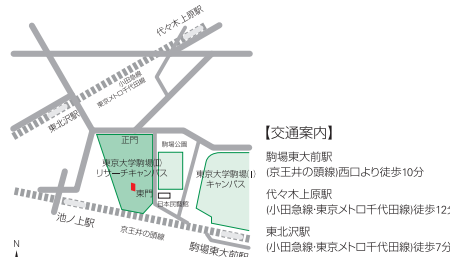 代々木上原駅
小田急線
東京メトロ千代田線
東北沢駅
正門
駒場公園
東京大学駒場(II)
リサーチキャンパス
東京大学駒場(I)
キャンパス
東門
日本民藝館
池ノ上駅
京王井の頭線
駒場東大前駅
N
【交通案内】
駒場東大前駅
(京王井の頭線)西口より徒歩10分
代々木上原駅
(小田急線・東京メトロ千代田線)徒歩12分
東北沢駅
(小田急線・東京メトロ千代田線)徒歩7分